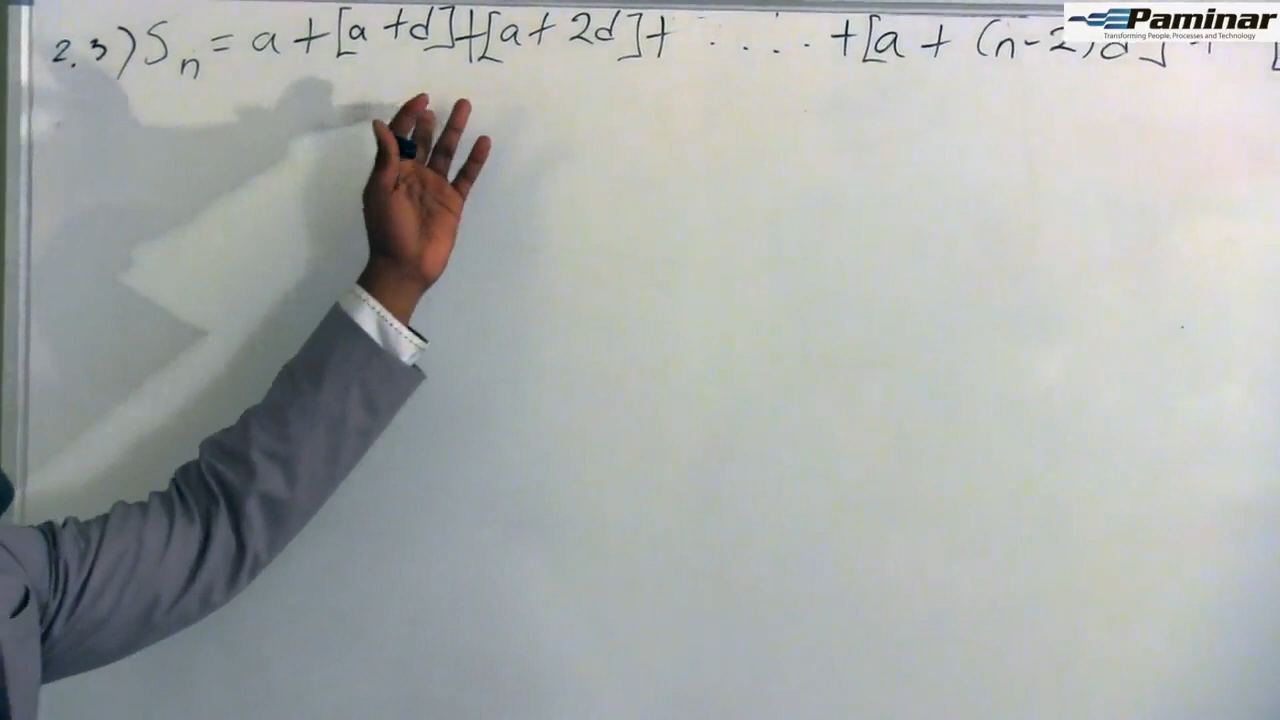 2.3) Sn = a + [a + d] + [a + 2d] + ..... + [a + (n-2)d] + [
Paminar
Transforming People, Processes and Technology